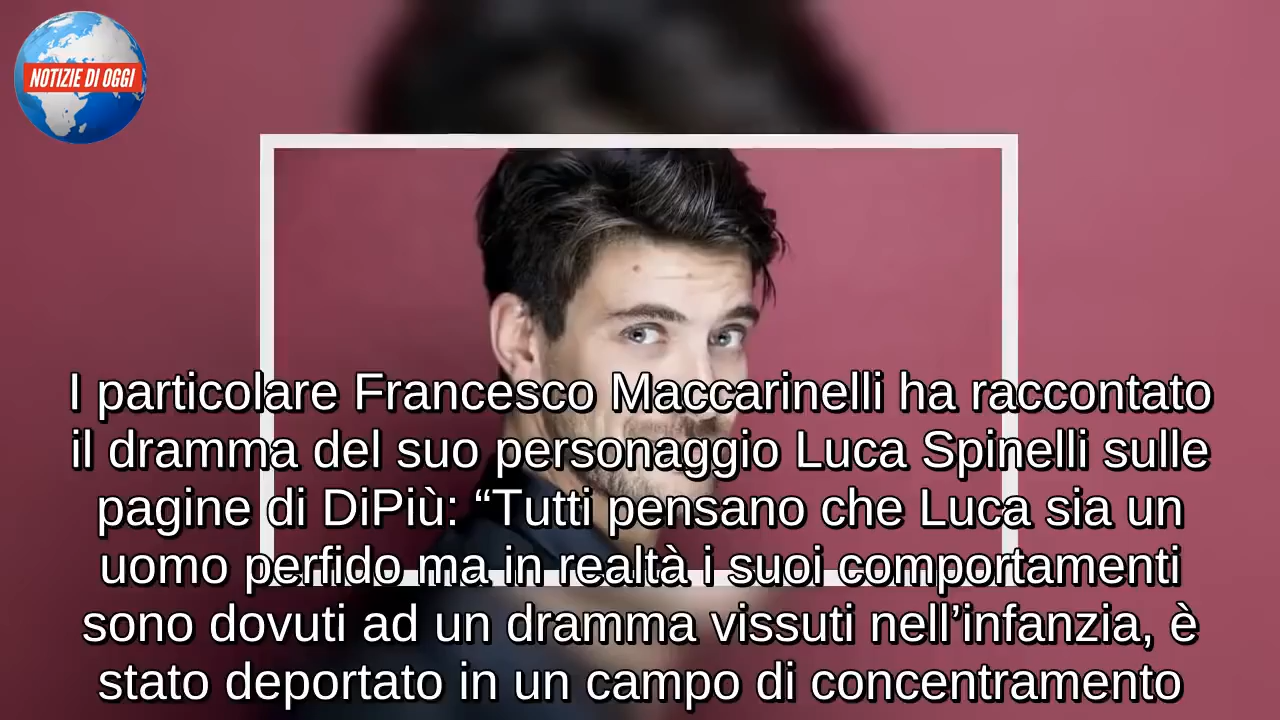 NOTIZIE DI OGGI
I particolare Francesco Maccarinelli ha raccontato
il dramma del suo personaggio Luca Spinelli sulle
pagine di DiPiù: “Tutti pensano che Luca sia un
uomo perfido ma in realtà i suoi comportamenti
sono dovuti ad un dramma vissuti nell’infanzia, è
stato deportato in un campo di concentramento